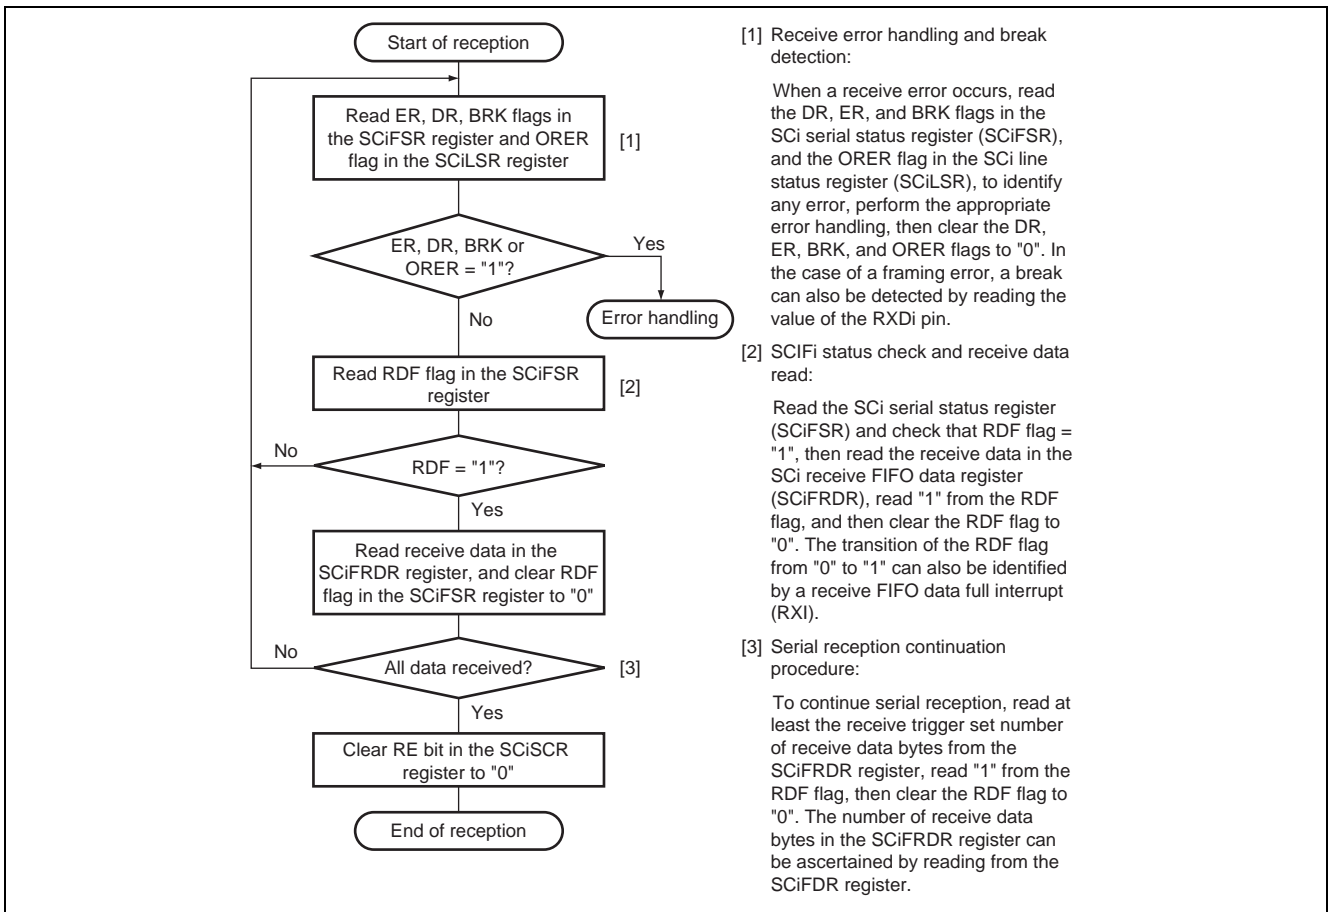 Start of reception
Read ER, DR, BRK flags in
the SCiFSR register and ORER
flag in the SCiLSR register
[1]
ER, DR, BRK or
ORER = "1"?
Yes
Error handling
No
Read RDF flag in the SCiFSR
register
[2]
No
RDF = "1"?
Yes
Read receive data in the
SCiFRDR register, and clear RDF
flag in the SCiFSR register to "0"
No
All data received?
[3]
Yes
Clear RE bit in the SCiSCR
register to "0"
End of reception
[1] Receive error handling and break
detection:
When a receive error occurs, read
the DR, ER, and BRK flags in the
SCi serial status register (SCiFSR),
and the ORER flag in the SCi line
status register (SCiLSR), to identify
any error, perform the appropriate
error handling, then clear the DR,
ER, BRK, and ORER flags to "0". In
the case of a framing error, a break
can also be detected by reading the
value of the RXDi pin.
[2] SCIFi status check and receive data
read:
Read the SCi serial status register
(SCiFSR) and check that RDF flag =
"1", then read the receive data in the
SCi receive FIFO data register
(SCiFRDR), read "1" from the RDF
flag, and then clear the RDF flag to
"0". The transition of the RDF flag
from "0" to "1" can also be identified
by a receive FIFO data full interrupt
(RXI).
[3] Serial reception continuation
procedure:
To continue serial reception, read at
least the receive trigger set number
of receive data bytes from the
SCiFRDR register, read "1" from the
RDF flag, then clear the RDF flag to
"0". The number of receive data
bytes in the SCiFRDR register can
be ascertained by reading from the
SCiFDR register.